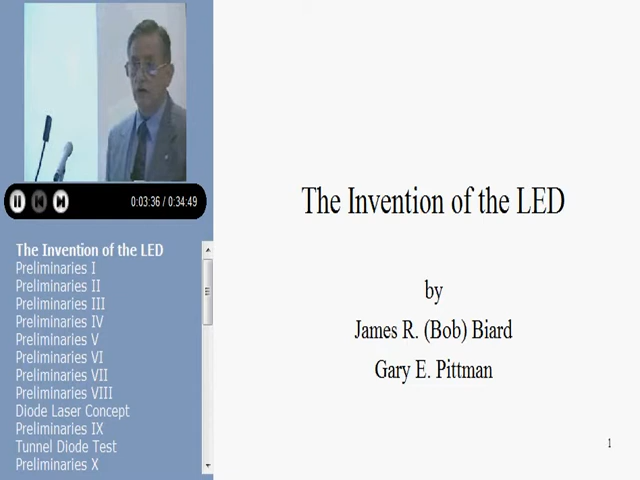 0:03:36 / 0:34:49
The Invention of the LED
Preliminaries I
Preliminaries II
Preliminaries III
Preliminaries IV
Preliminaries V
Preliminaries VI
Preliminaries VII
Preliminaries VIII
Diode Laser Concept
Preliminaries IX
Tunnel Diode Test
Preliminaries X
The Invention of the LED
by
James R. (Bob) Biard
Gary E. Pittman
1